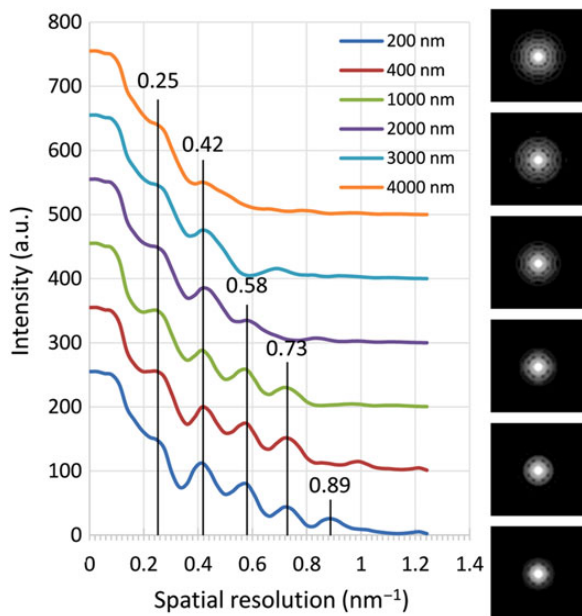 800
700
600
500
400
300
200
100
0
Intensity (a.u.)
200 nm
400 nm
1000 nm
2000 nm
3000 nm
4000 nm
0.25
0.42
0.58
0.73
0.89
0 0.2 0.4 0.6 0.8 1 1.2 1.4
Spatial resolution (nm⁻¹)